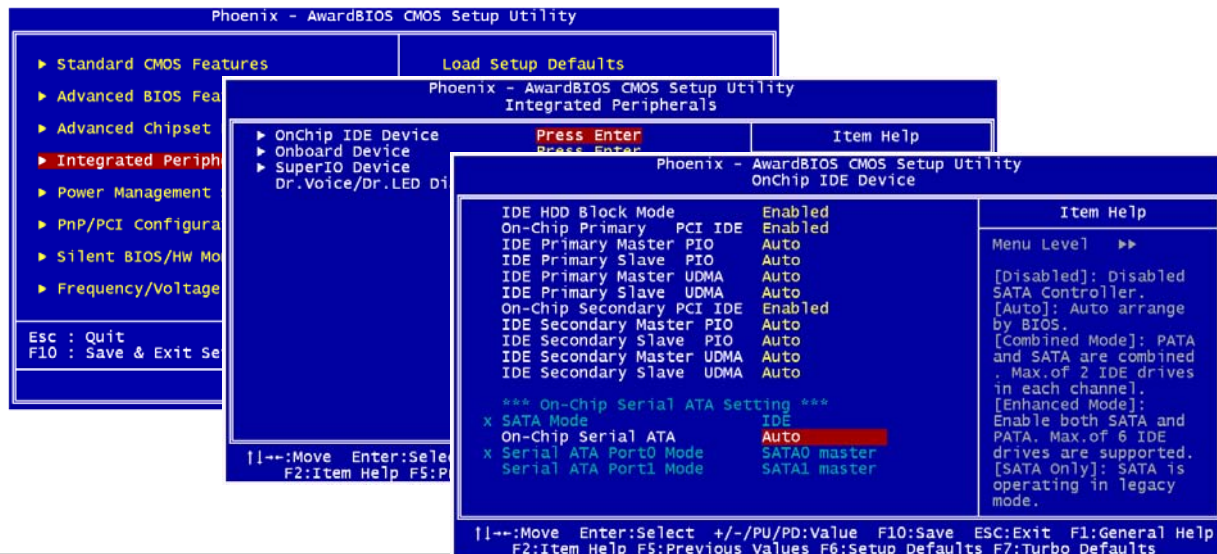 Phoenix - AwardBIOS CMOS Setup Utility
▶ Standard CMOS Features
Load Setup Defaults
▶ Advanced BIOS
▶ Advanced Chipset
▶ Integrated
▶ Power Management
▶ PnP/PCI
▶ Silent BIOS/HW
▶ Frequency/Voltage
Esc : Quit
F10 : Save & Exit
Phoenix - AwardBIOS CMOS Setup Utility
Integrated Peripherals
▶ OnChip IDE Device Press Enter
▶ Onboard Device Press Enter
▶ SuperIO Device
Dr.Voice/Dr.LED
Item Help
↑↓→←:Move Enter:
F2:Item Help
Phoenix - AwardBIOS CMOS Setup Utility
OnChip IDE Device
IDE HDD Block Mode Enabled
On-Chip Primary PCI IDE Enabled
IDE Primary Master PIO Auto
IDE Primary Slave PIO Auto
IDE Primary Master UDMA Auto
IDE Primary Slave UDMA Auto
On-Chip Secondary PCI IDE Enabled
IDE Secondary Master PIO Auto
IDE Secondary Slave PIO Auto
IDE Secondary Master UDMA Auto
IDE Secondary Slave UDMA Auto
*** On-Chip Serial ATA Setting ***
x SATA Mode IDE
On-Chip Serial ATA Auto
x Serial ATA Port0 Mode SATA0 master
Serial ATA Port1 Mode SATA1 master
Item Help
Menu Level ▶▶
[Disabled]: Disabled
SATA Controller.
[Auto]: Auto arrange
by BIOS.
[Combined Mode]: PATA
and SATA are combined
. Max.of 2 IDE drives
in each channel.
[Enhanced Mode]:
Enable both SATA and
PATA. Max.of 6 IDE
drives are supported.
[SATA Only]: SATA is
operating in legacy
mode.
↑↓→←:Move Enter:Select +/-/PU/PD:Value F10:Save ESC:Exit F1:General Help
F2:Item Help F5:Previous Values F6:Setup Defaults F7:Turbo Defaults